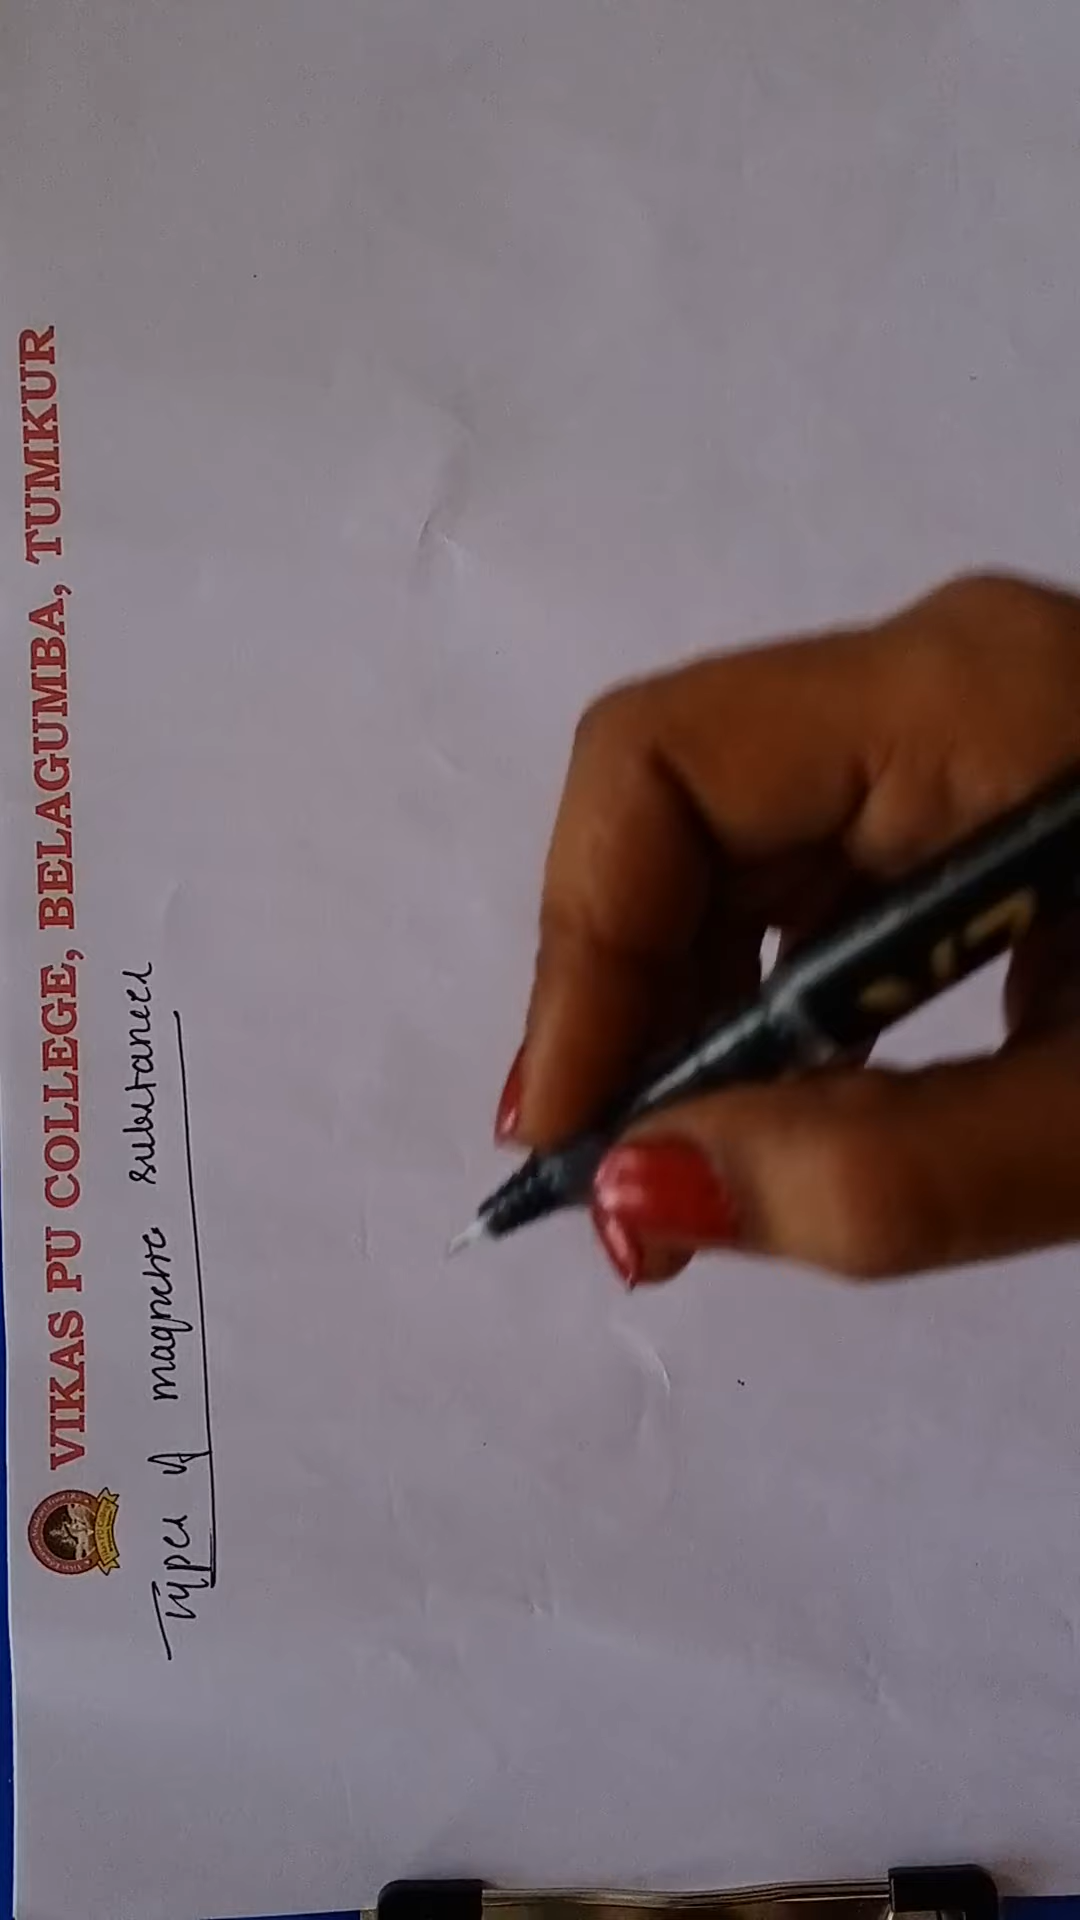 VIKAS PU COLLEGE, BELAGUMBA, TUMKUR
Types of magnetic substances